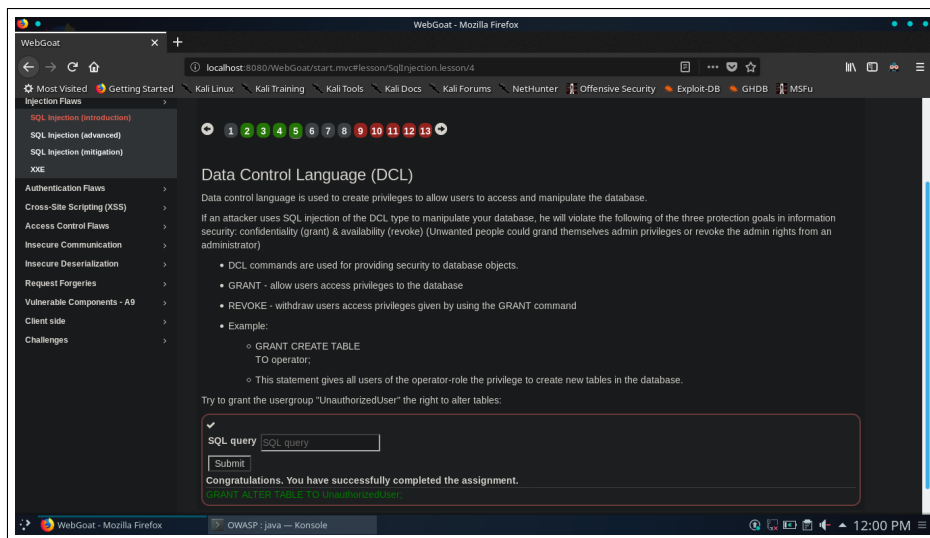 WebGoat - Mozilla Firefox
WebGoat × +
localhost:8080/WebGoat/start.mvc#lesson/SqlInjection.lesson/4
Most Visited Getting Started Kali Linux Kali Training Kali Tools Kali Docs Kali Forums NetHunter Offensive Security Exploit-DB GHDB MSFu
Injection Flaws
SQL Injection (introduction)
SQL Injection (advanced)
SQL Injection (mitigation)
XXE
Authentication Flaws
Cross-Site Scripting (XSS)
Access Control Flaws
Insecure Communication
Insecure Deserialization
Request Forgeries
Vulnerable Components - A9
Client side
Challenges
1 2 3 4 5 6 7 8 9 10 11 12 13
Data Control Language (DCL)
Data control language is used to create privileges to allow users to access and manipulate the database.
If an attacker uses SQL injection of the DCL type to manipulate your database, he will violate the following of the three protection goals in information
security: confidentiality (grant) & availability (revoke) (Unwanted people could grand themselves admin privileges or revoke the admin rights from an
administrator)
• DCL commands are used for providing security to database objects.
• GRANT - allow users access privileges to the database
• REVOKE - withdraw users access privileges given by using the GRANT command
• Example:
◦ GRANT CREATE TABLE
TO operator;
◦ This statement gives all users of the operator-role the privilege to create new tables in the database.
Try to grant the usergroup "UnauthorizedUser" the right to alter tables:
✔
SQL query SQL query
Submit
Congratulations. You have successfully completed the assignment.
GRANT ALTER TABLE TO UnauthorizedUser;
WebGoat - Mozilla Firefox OWASP : java — Konsole 12:00 PM